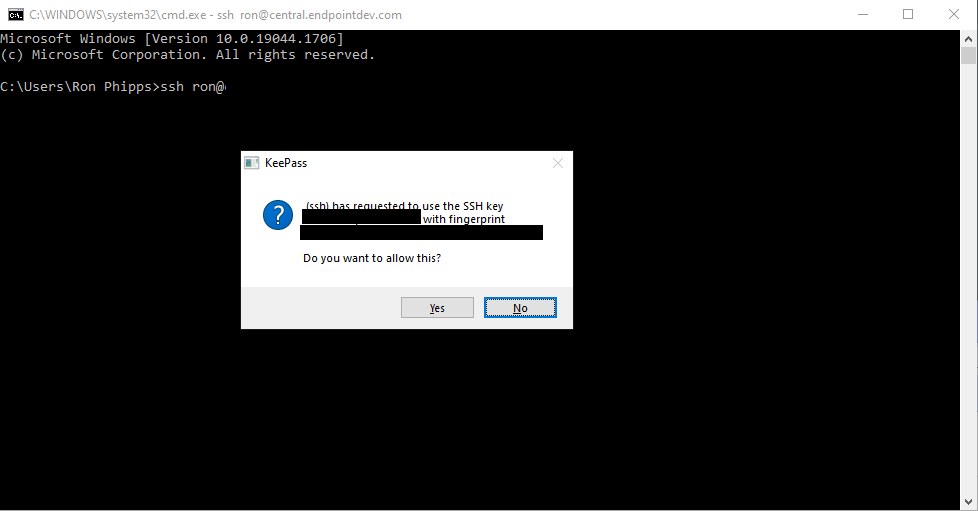 C:\WINDOWS\system32\cmd.exe - ssh ron@central.endpointdev.com
Microsoft Windows [Version 10.0.19044.1706]
(c) Microsoft Corporation. All rights reserved.
C:\Users\Ron Phipps>ssh ron@
KeePass
(ssh) has requested to use the SSH key
with fingerprint
Do you want to allow this?
Yes
No